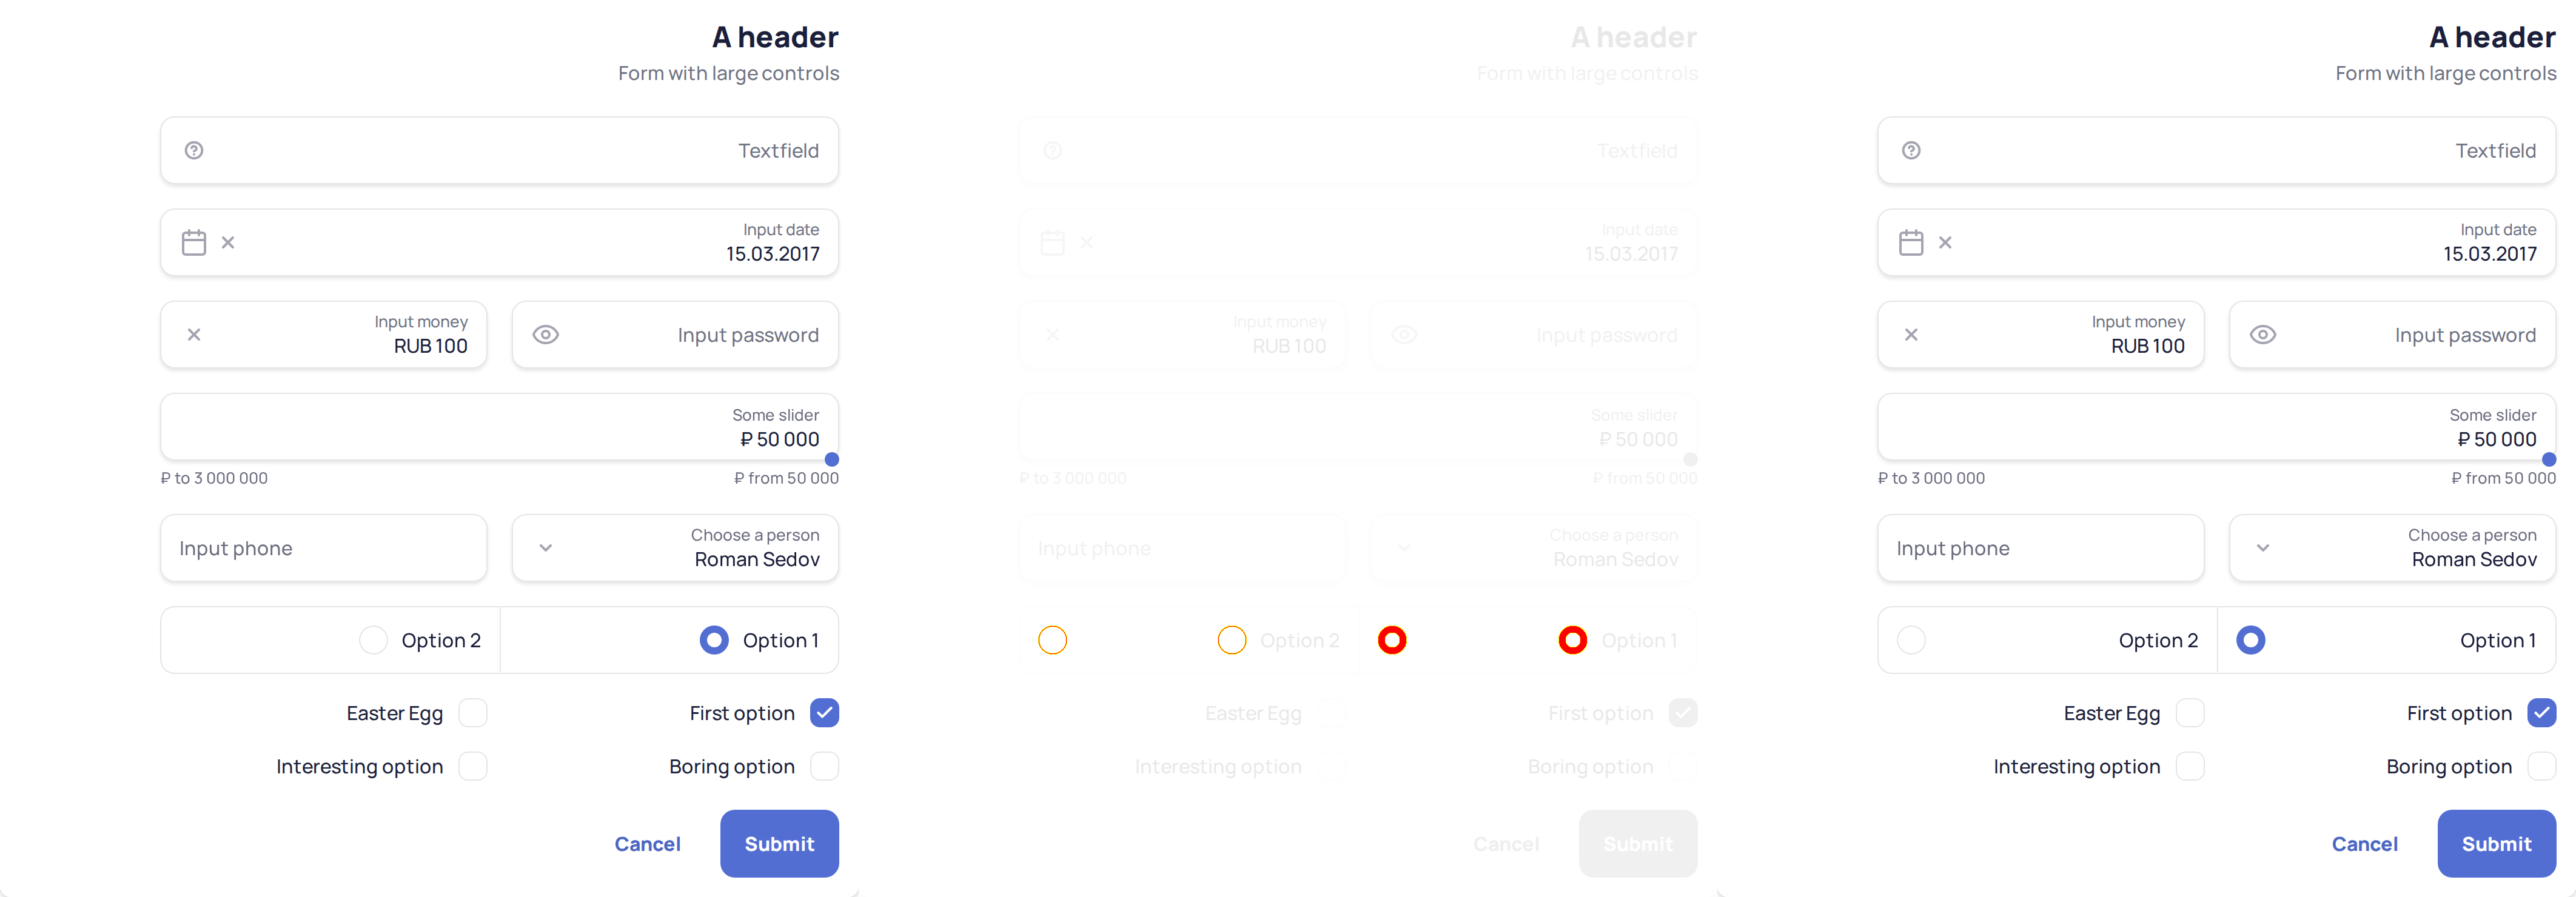 A header
Form with large controls
Textfield
Input date
15.03.2017
Input money
RUB 100
Input password
Some slider
₽ 50 000
₽ to 3 000 000
₽ from 50 000
Input phone
Choose a person
Roman Sedov
Option 2
Option 1
Easter Egg
First option
Interesting option
Boring option
Cancel
Submit
A header
Form with large controls
Textfield
Input date
15.03.2017
Input money
RUB 100
Input password
Some slider
₽ 50 000
₽ to 3 000 000
₽ from 50 000
Input phone
Choose a person
Roman Sedov
Option 2
Option 1
Easter Egg
First option
Interesting option
Boring option
Cancel
Submit
A header
Form with large controls
Textfield
Input date
15.03.2017
Input money
RUB 100
Input password
Some slider
₽ 50 000
₽ to 3 000 000
₽ from 50 000
Input phone
Choose a person
Roman Sedov
Option 2
Option 1
Easter Egg
First option
Interesting option
Boring option
Cancel
Submit